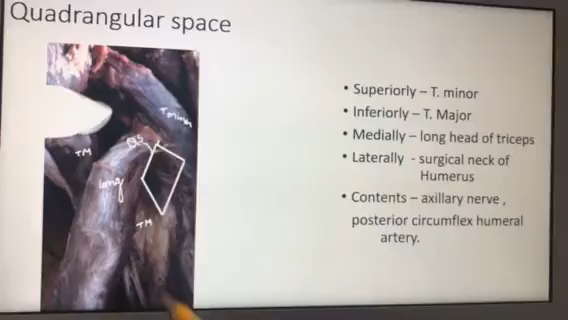 Quadrangular space
• Superiorly – T. minor
• Inferiorly – T. Major
• Medially – long head of triceps
• Laterally - surgical neck of
Humerus
• Contents – axillary nerve ,
posterior circumflex humeral
artery.
T minor
QS
TM
long
TM